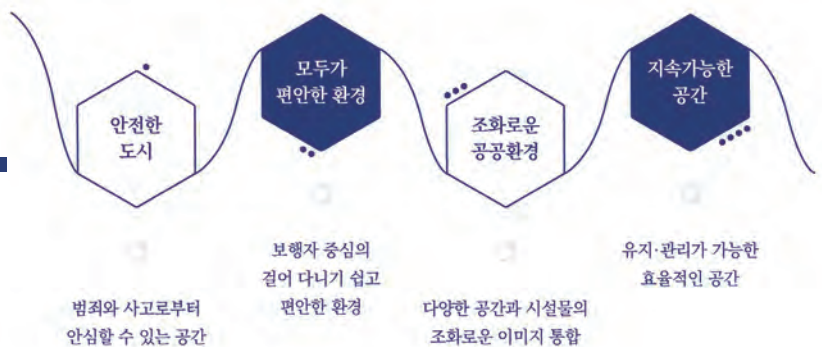 안전한
도시
범죄와 사고로부터
안심할 수 있는 공간
모두가
편안한 환경
보행자 중심의
걸어 다니기 쉽고
편안한 환경
조화로운
공공환경
다양한 공간과 시설물의
조화로운 이미지 통합
지속가능한
공간
유지·관리가 가능한
효율적인 공간